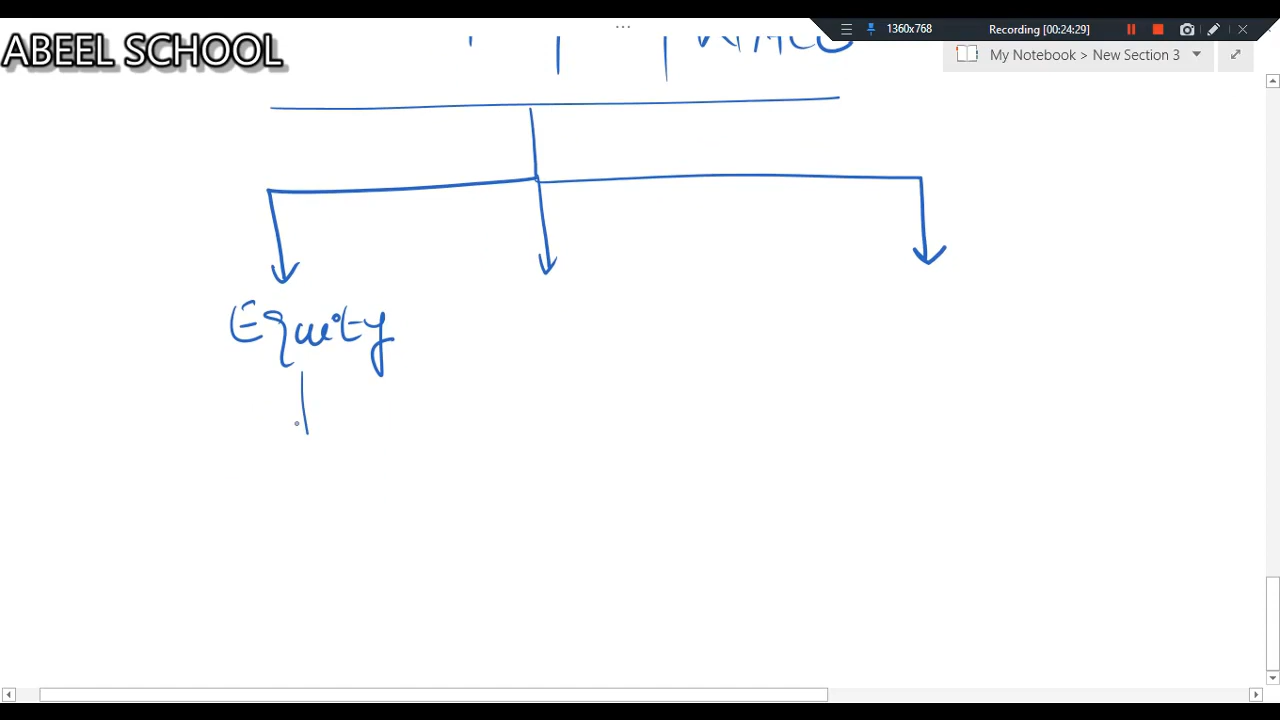 Recording [00:24:29]
1360x768
ABEEL SCHOOL
My Notebook > New Section 3
Equity